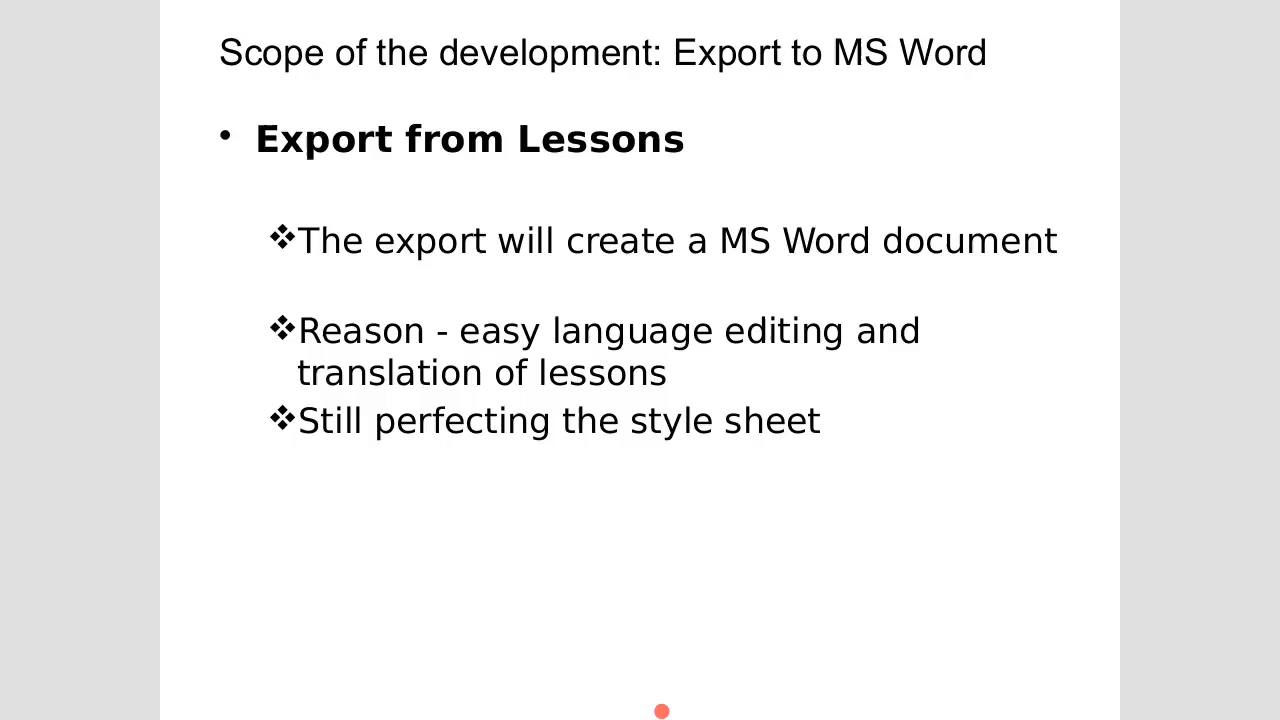 Scope of the development: Export to MS Word
• Export from Lessons
❖The export will create a MS Word document
❖Reason - easy language editing and
translation of lessons
❖Still perfecting the style sheet